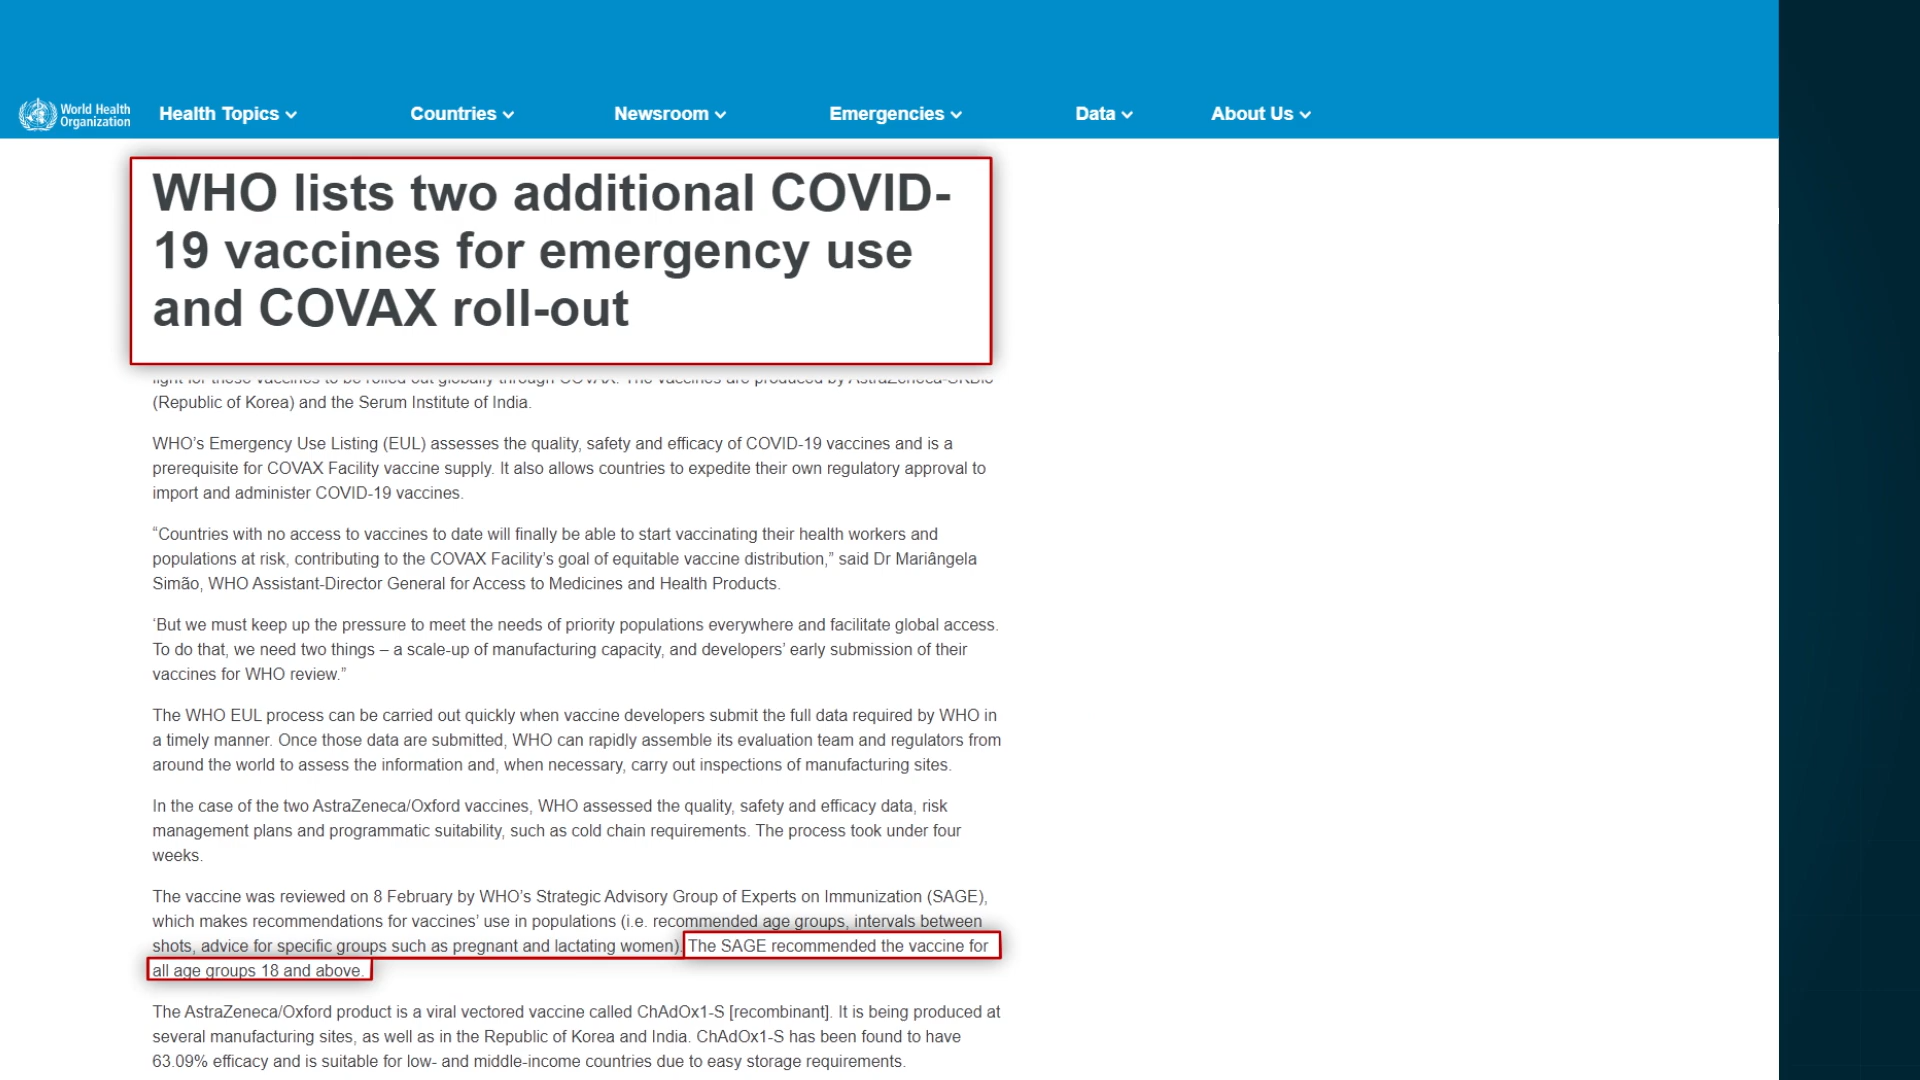 World Health
Organization
Health Topics
Countries
Newsroom
Emergencies
Data
About Us
WHO lists two additional COVID-
19 vaccines for emergency use
and COVAX roll-out
light for these vaccines to be rolled out globally through COVAX. The vaccines are produced by AstraZeneca-SKBio
(Republic of Korea) and the Serum Institute of India.
WHO’s Emergency Use Listing (EUL) assesses the quality, safety and efficacy of COVID-19 vaccines and is a
prerequisite for COVAX Facility vaccine supply. It also allows countries to expedite their own regulatory approval to
import and administer COVID-19 vaccines.
“Countries with no access to vaccines to date will finally be able to start vaccinating their health workers and
populations at risk, contributing to the COVAX Facility’s goal of equitable vaccine distribution,” said Dr Mariângela
Simão, WHO Assistant-Director General for Access to Medicines and Health Products.
‘But we must keep up the pressure to meet the needs of priority populations everywhere and facilitate global access.
To do that, we need two things – a scale-up of manufacturing capacity, and developers’ early submission of their
vaccines for WHO review.”
The WHO EUL process can be carried out quickly when vaccine developers submit the full data required by WHO in
a timely manner. Once those data are submitted, WHO can rapidly assemble its evaluation team and regulators from
around the world to assess the information and, when necessary, carry out inspections of manufacturing sites.
In the case of the two AstraZeneca/Oxford vaccines, WHO assessed the quality, safety and efficacy data, risk
management plans and programmatic suitability, such as cold chain requirements. The process took under four
weeks.
The vaccine was reviewed on 8 February by WHO’s Strategic Advisory Group of Experts on Immunization (SAGE),
which makes recommendations for vaccines’ use in populations (i.e. recommended age groups, intervals between
shots, advice for specific groups such as pregnant and lactating women). The SAGE recommended the vaccine for
all age groups 18 and above.
The AstraZeneca/Oxford product is a viral vectored vaccine called ChAdOx1-S [recombinant]. It is being produced at
several manufacturing sites, as well as in the Republic of Korea and India. ChAdOx1-S has been found to have
63.09% efficacy and is suitable for low- and middle-income countries due to easy storage requirements.